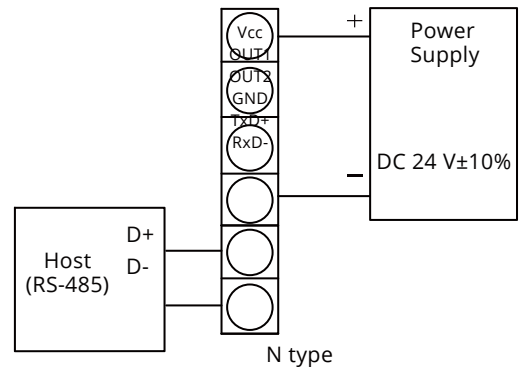 Vcc
OUT1
OUT2
GND
TxD+
RxD-
+
Power
Supply
–
DC 24 V±10%
D+
D-
Host
(RS-485)
N type